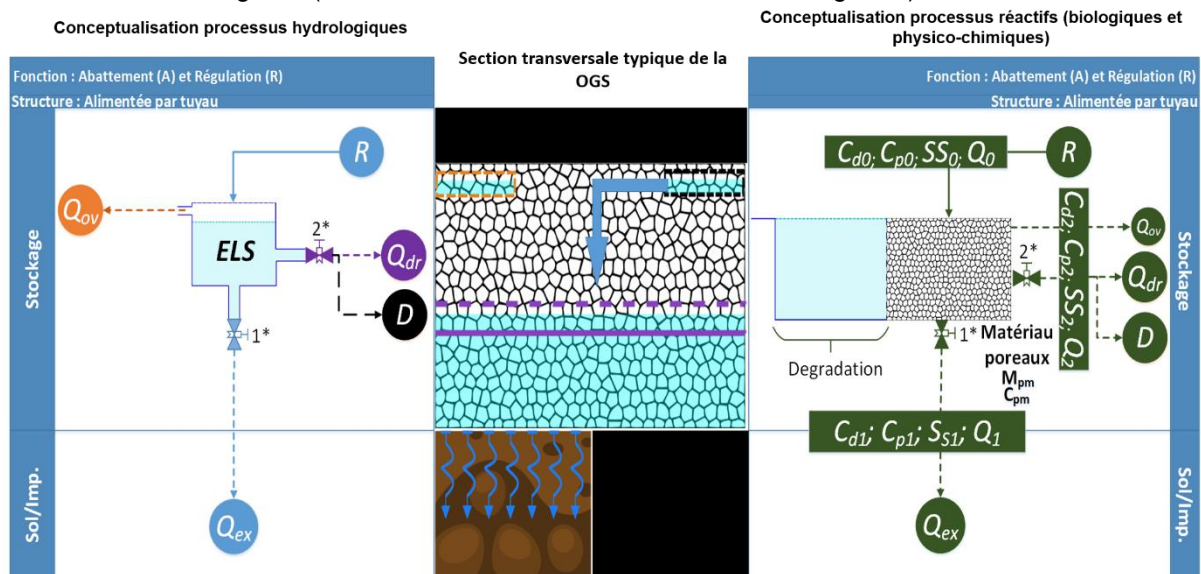 Conceptualisation processus hydrologiques
Section transversale typique de la
OGS
Conceptualisation processus réactifs (biologiques et
physico-chimiques)
Fonction : Abattement (A) et Régulation (R)
Structure : Alimentée par tuyau
Fonction : Abattement (A) et Régulation (R)
Structure : Alimentée par tuyau
Stockage
R
Qov
ELS
2*
Qdr
D
1*
Sol/Imp.
Qex
Cd0; Cp0; SS0; Q0
R
Cd2; Cp2; SS2; Q2
Qov
2*
Qdr
D
1*
Matériau
poreaux
Mpm
Cpm
Degradation
Cd1; Cp1; SS1; Q1
Qex
Stockage
Sol/Imp.